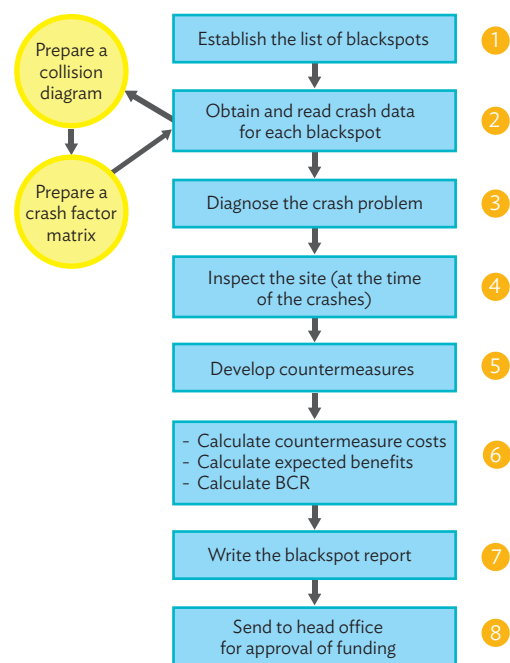 Establish the list of blackspots
1
Prepare a
collision
diagram
Obtain and read crash data
for each blackspot
2
Prepare a
crash factor
matrix
Diagnose the crash problem
3
Inspect the site (at the time
of the crashes)
4
Develop countermeasures
5
- Calculate countermeasure costs
- Calculate expected benefits
- Calculate BCR
6
Write the blackspot report
7
Send to head office
for approval of funding
8